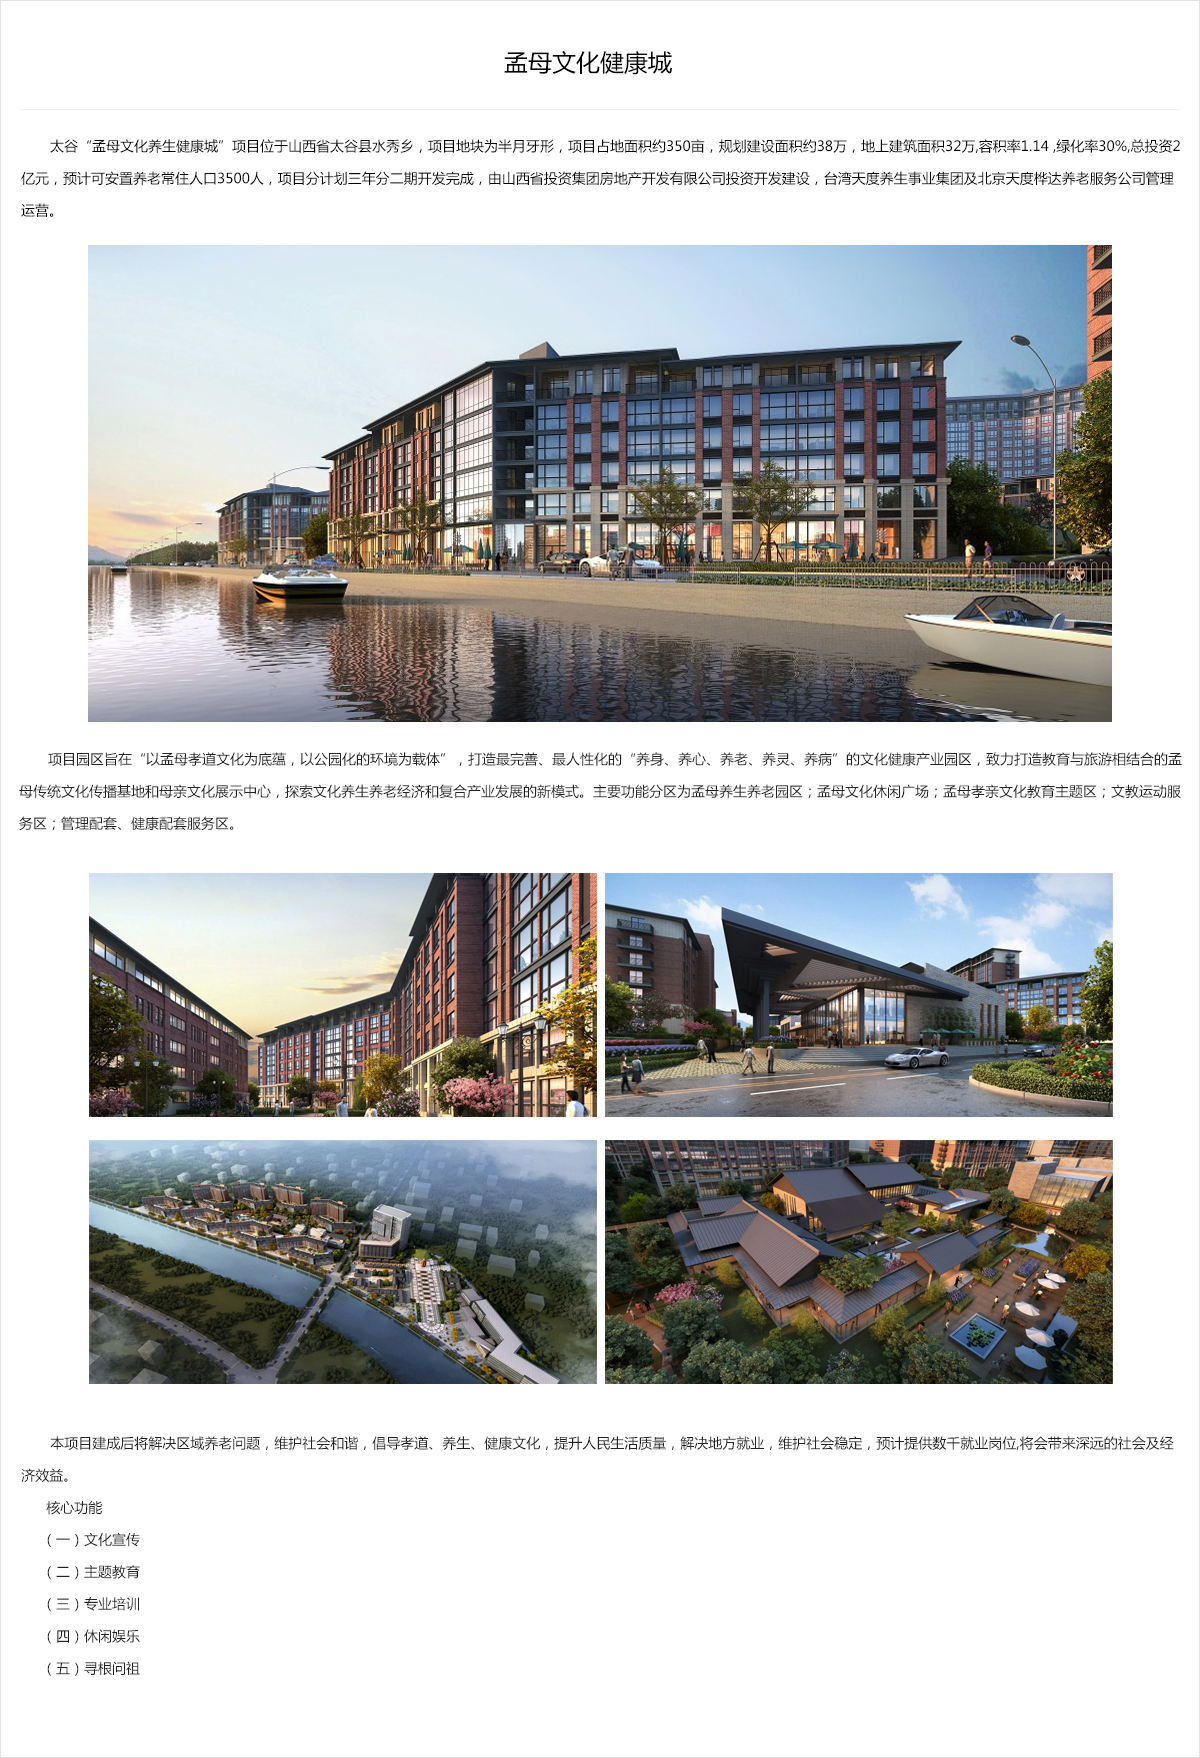 孟母文化健康城
太谷“孟母文化养生健康城”项目位于山西省太谷县水秀乡，项目地块为半月牙形，项目占地面积约350亩，规划建设面积约38万，地上建筑面积32万,容积率1.14 ,绿化率30%,总投资2
亿元，预计可安置养老常住人口3500人，项目分计划三年分二期开发完成，由山西省投资集团房地产开发有限公司投资开发建设，台湾天度养生事业集团及北京天度桦达养老服务公司管理
运营。
项目园区旨在“以孟母孝道文化为底蕴，以公园化的环境为载体”，打造最完善、最人性化的“养身、养心、养老、养灵、养病”的文化健康产业园区，致力打造教育与旅游相结合的孟
母传统文化传播基地和母亲文化展示中心，探索文化养生养老经济和复合产业发展的新模式。主要功能分区为孟母养生养老园区；孟母文化休闲广场；孟母孝亲文化教育主题区；文教运动服
务区；管理配套、健康配套服务区。
本项目建成后将解决区域养老问题，维护社会和谐，倡导孝道、养生、健康文化，提升人民生活质量，解决地方就业，维护社会稳定，预计提供数千就业岗位,将会带来深远的社会及经
济效益。
核心功能
（一）文化宣传
（二）主题教育
（三）专业培训
（四）休闲娱乐
（五）寻根问祖